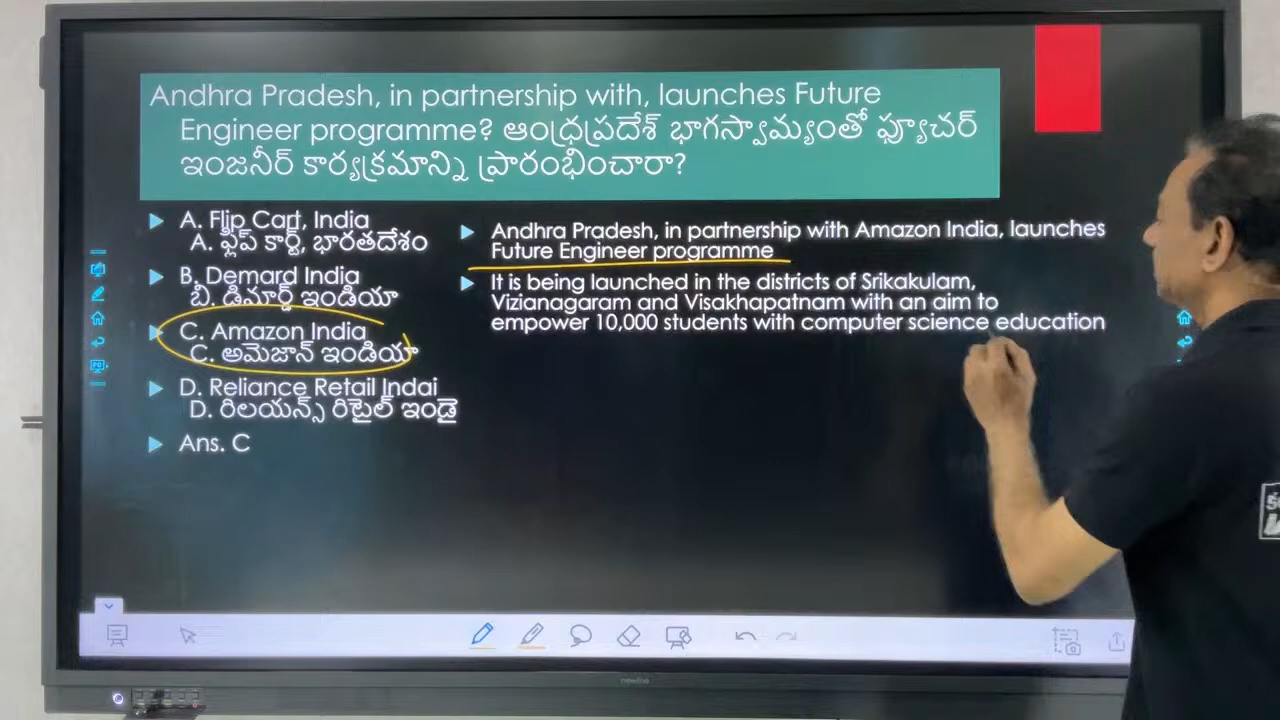 Andhra Pradesh, in partnership with, launches Future
Engineer programme? ఆంధ్రప్రదేశ్ భాగస్వామ్యంతో ఫ్యూచర్
ఇంజనీర్ కార్యక్రమాన్ని ప్రారంభించారా?
A. Flip Cart, India
A. ఫ్లిప్ కార్ట్, భారతదేశం
B. Demard India
బి. డిమార్డ్ ఇండియా
C. Amazon India
C. అమెజాన్ ఇండియా
D. Reliance Retail Indai
D. రిలయన్స్ రిటైల్ ఇండై
Ans. C
Andhra Pradesh, in partnership with Amazon India, launches
Future Engineer programme
It is being launched in the districts of Srikakulam,
Vizianagaram and Visakhapatnam with an aim to
empower 10,000 students with computer science education
newline